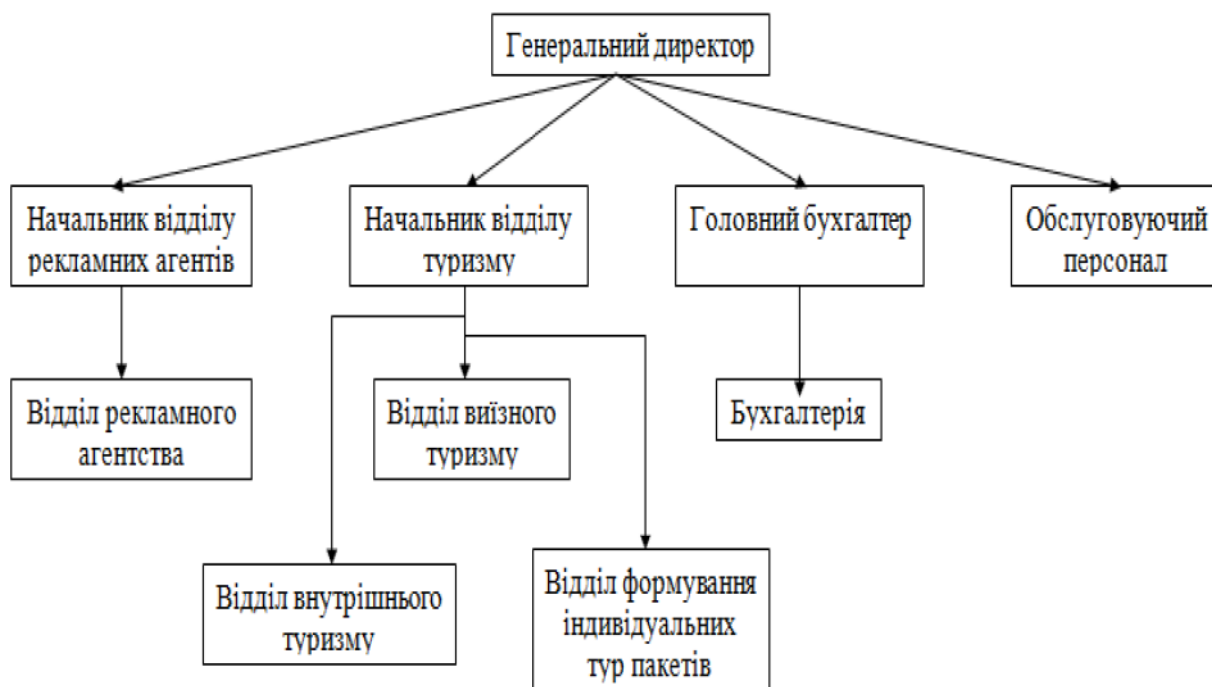 Генеральний директор
Начальник відділу
рекламних агентів
Начальник відділу
туризму
Головний бухгалтер
Обслуговуючий
персонал
Відділ рекламного
агентства
Відділ виїзного
туризму
Бухгалтерія
Відділ внутрішнього
туризму
Відділ формування
індивідуальних
тур пакетів